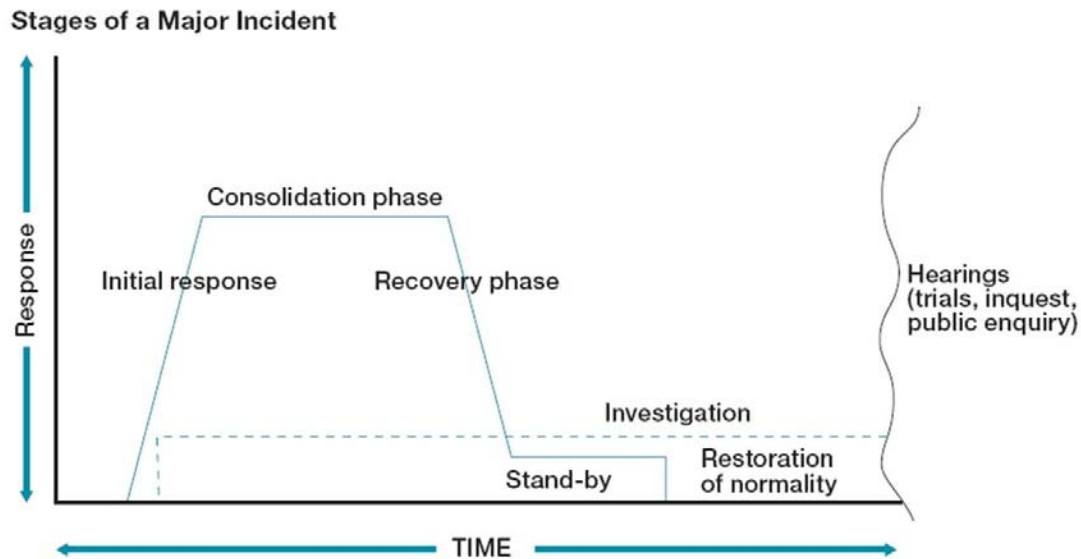 Stages of a Major Incident
Response
Consolidation phase
Initial response
Recovery phase
Hearings
(trials, inquest,
public enquiry)
Investigation
Stand-by
Restoration
of normality
TIME